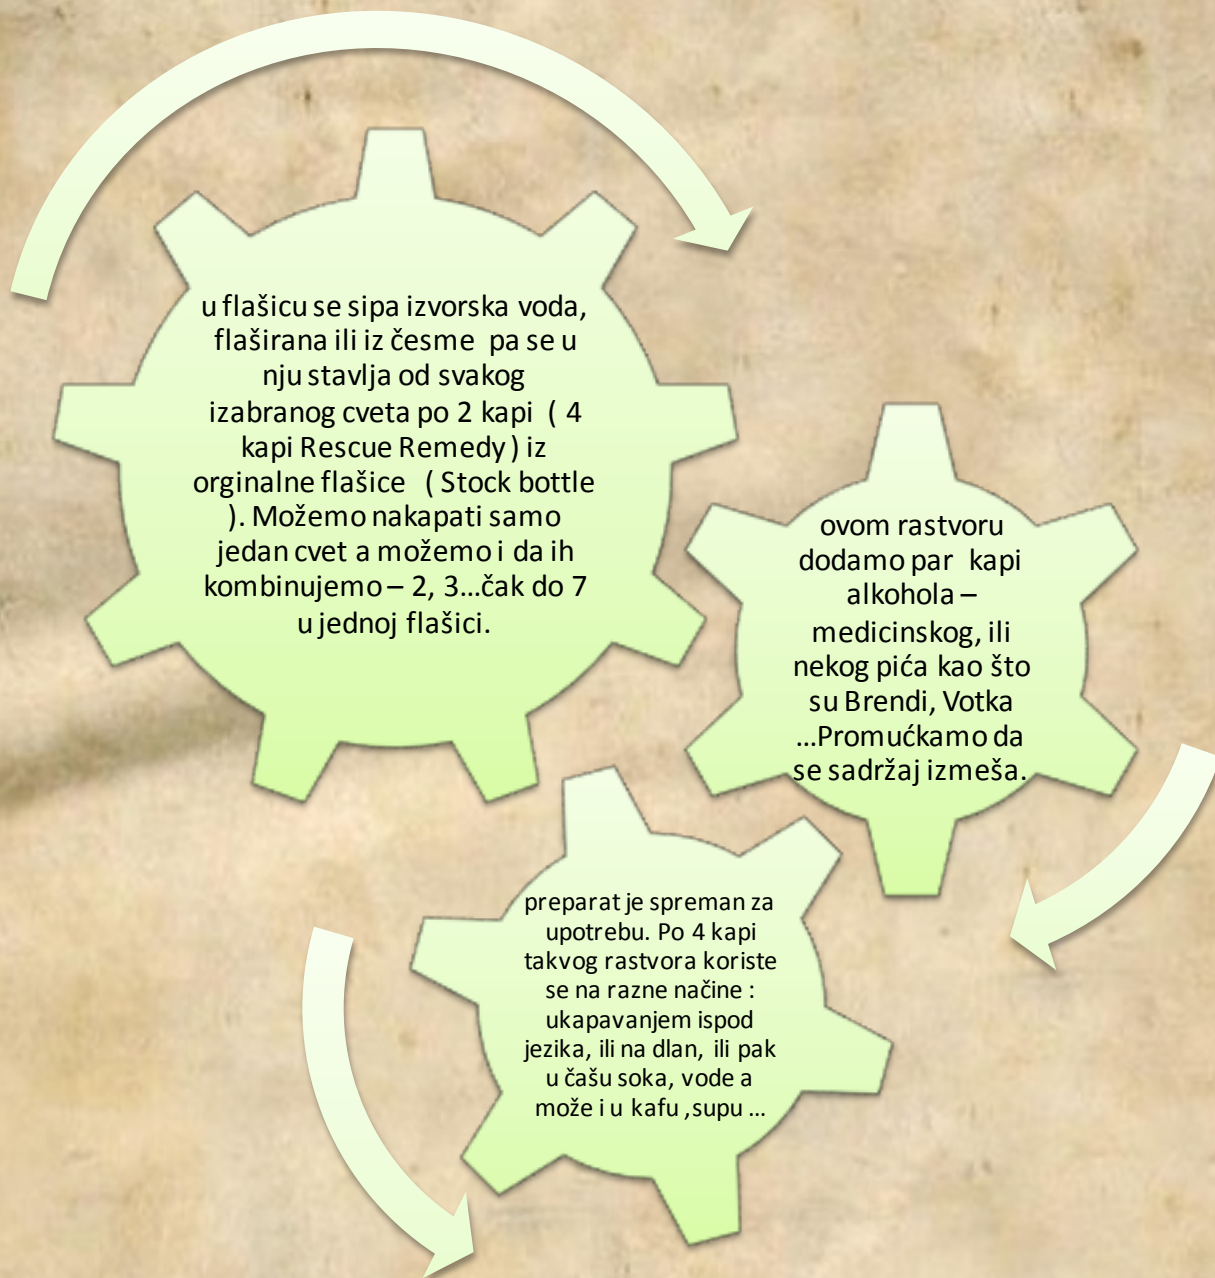 u flašicu se sipa izvorska voda,
flaširana ili iz česme pa se u
nju stavlja od svakog
izabranog cveta po 2 kapi ( 4
kapi Rescue Remedy ) iz
orginalne flašice ( Stock bottle
). Možemo nakapati samo
jedan cvet a možemo i da ih
kombinujemo – 2, 3...čak do 7
u jednoj flašici.
ovom rastvoru
dodamo par kapi
alkohola –
medicinskog, ili
nekog pića kao što
su Brendi, Votka
...Promućkamo da
se sadržaj izmeša.
preparat je spreman za
upotrebu. Po 4 kapi
takvog rastvora koriste
se na razne načine :
ukapavanjem ispod
jezika, ili na dlan, ili pak
u čašu soka, vode a
može i u kafu ,supu ...